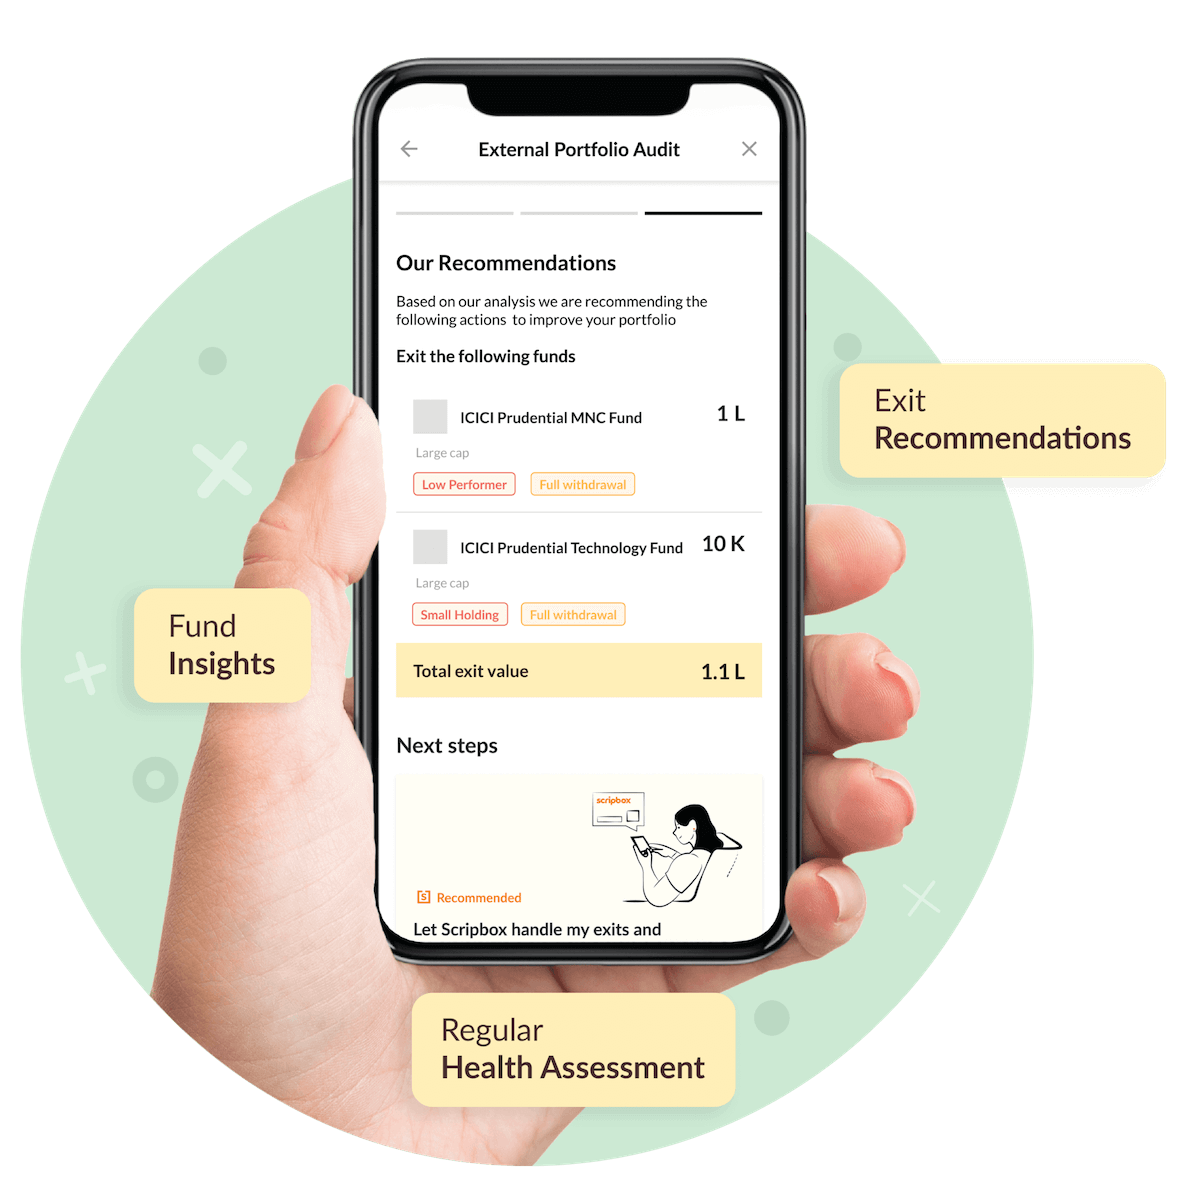 External Portfolio Audit
Our Recommendations
Based on our analysis we are recommending the
following actions to improve your portfolio
Exit the following funds
ICICI Prudential MNC Fund
1 L
Large cap
Low Performer
Full withdrawal
ICICI Prudential Technology Fund
10 K
Large cap
Small Holding
Full withdrawal
Total exit value
1.1 L
Next steps
scripbox
Recommended
Let Scripbox handle my exits and
Exit
Recommendations
Fund
Insights
Regular
Health Assessment